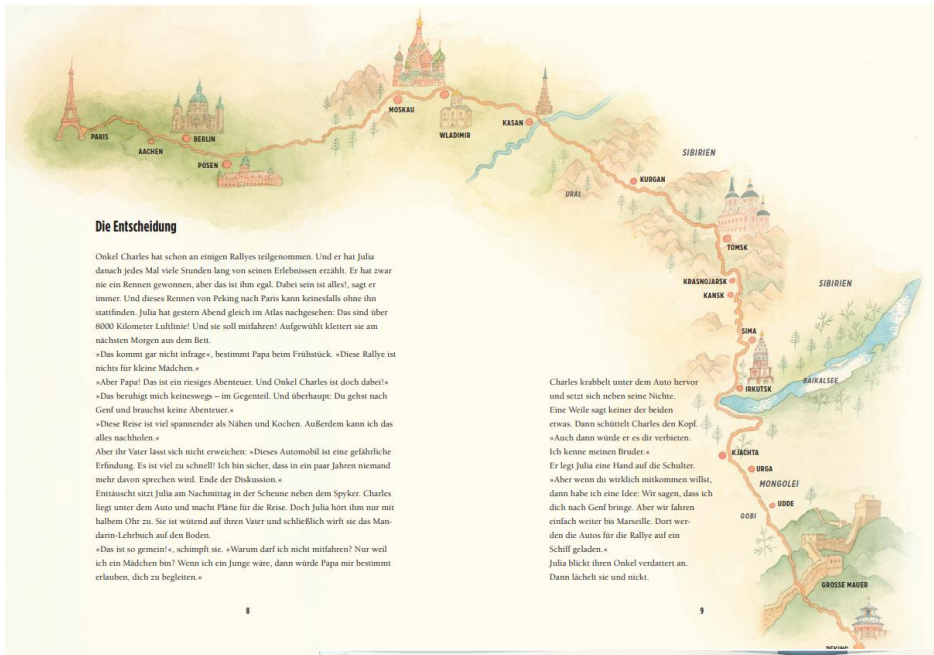 PARIS
AACHEN
BERLIN
POSEN
MOSKAU
WLADIMIR
KASAN
URAL
KURGAN
SIBIRIEN
TOMSK
KRASNOJARSK
KANSK
SIBIRIEN
SIMA
IRKUTSK
BAIKALSEE
KJACHTA
URGA
MONGOLEI
UDDE
GOBI
GROSSE MAUER
PEKING
Die Entscheidung
Onkel Charles hat schon an einigen Rallyes teilgenommen. Und er hat Julia
danach jedes Mal viele Stunden lang von seinen Erlebnissen erzählt. Er hat zwar
nie ein Rennen gewonnen, aber das ist ihm egal. Dabei sein ist alles!, sagt er
immer. Und dieses Rennen von Peking nach Paris kann keinesfalls ohne ihn
stattfinden. Julia hat gestern Abend gleich im Atlas nachgesehen: Das sind über
8000 Kilometer Luftlinie! Und sie soll mitfahren! Aufgewühlt klettert sie am
nächsten Morgen aus dem Bett.
»Das kommt gar nicht infrage«, bestimmt Papa beim Frühstück. »Diese Rallye ist
nichts für kleine Mädchen.«
»Aber Papa! Das ist ein riesiges Abenteuer. Und Onkel Charles ist doch dabei!«
»Das beruhigt mich keineswegs – im Gegenteil. Und überhaupt: Du gehst nach
Genf und brauchst keine Abenteuer.«
»Diese Reise ist viel spannender als Nähen und Kochen. Außerdem kann ich das
alles nachholen.«
Aber ihr Vater lässt sich nicht erweichen: »Dieses Automobil ist eine gefährliche
Erfindung. Es ist viel zu schnell! Ich bin sicher, dass in ein paar Jahren niemand
mehr davon sprechen wird. Ende der Diskussion.«
Enttäuscht sitzt Julia am Nachmittag in der Scheune neben dem Spyker. Charles
liegt unter dem Auto und macht Pläne für die Reise. Doch Julia hört ihm nur mit
halbem Ohr zu. Sie ist wütend auf ihren Vater und schließlich wirft sie das Man-
darin-Lehrbuch auf den Boden.
»Das ist so gemein!«, schimpft sie. »Warum darf ich nicht mitfahren? Nur weil
ich ein Mädchen bin? Wenn ich ein Junge wäre, dann würde Papa mir bestimmt
erlauben, dich zu begleiten.«
8
Charles krabbelt unter dem Auto hervor
und setzt sich neben seine Nichte.
Eine Weile sagt keiner der beiden
etwas. Dann schüttelt Charles den Kopf.
»Auch dann würde er es dir verbieten.
Ich kenne meinen Bruder.«
Er legt Julia eine Hand auf die Schulter.
»Aber wenn du wirklich mitkommen willst,
dann habe ich eine Idee: Wir sagen, dass ich
dich nach Genf bringe. Aber wir fahren
einfach weiter bis Marseille. Dort wer-
den die Autos für die Rallye auf ein
Schiff geladen.«
Julia blickt ihren Onkel verdattert an.
Dann lächelt sie und nickt.
9